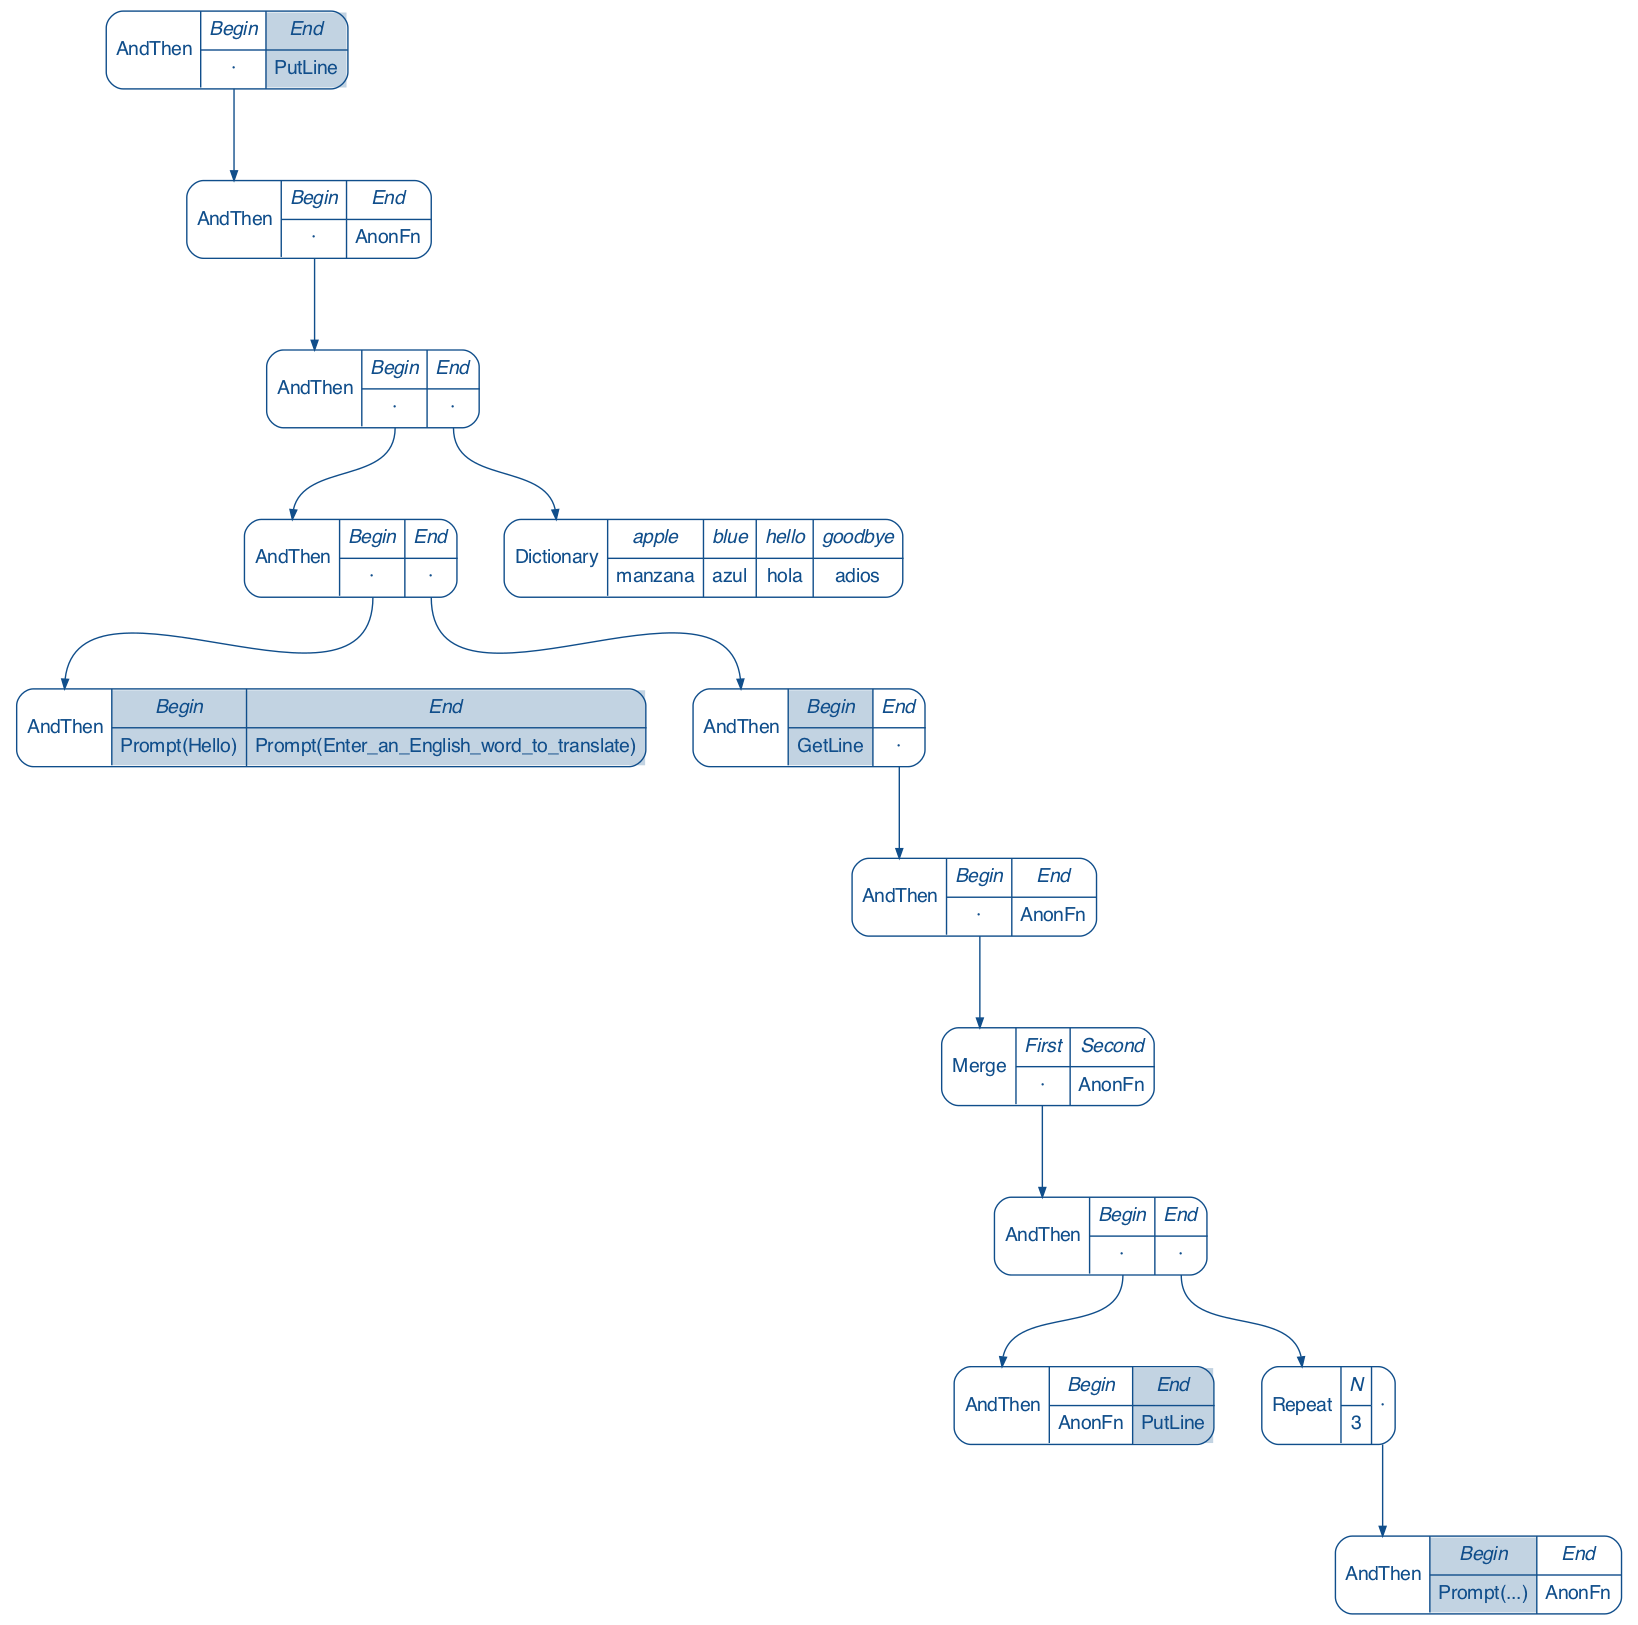 AndThen Begin End
· PutLine
AndThen Begin End
· AnonFn
AndThen Begin End
· ·
AndThen Begin End
· ·
Dictionary apple blue hello goodbye
manzana azul hola adios
AndThen Begin End
Prompt(Hello) Prompt(Enter_an_English_word_to_translate)
AndThen Begin End
GetLine ·
AndThen Begin End
· AnonFn
Merge First Second
· AnonFn
AndThen Begin End
· ·
AndThen Begin End
AnonFn PutLine
Repeat N ·
3
AndThen Begin End
Prompt(...) AnonFn